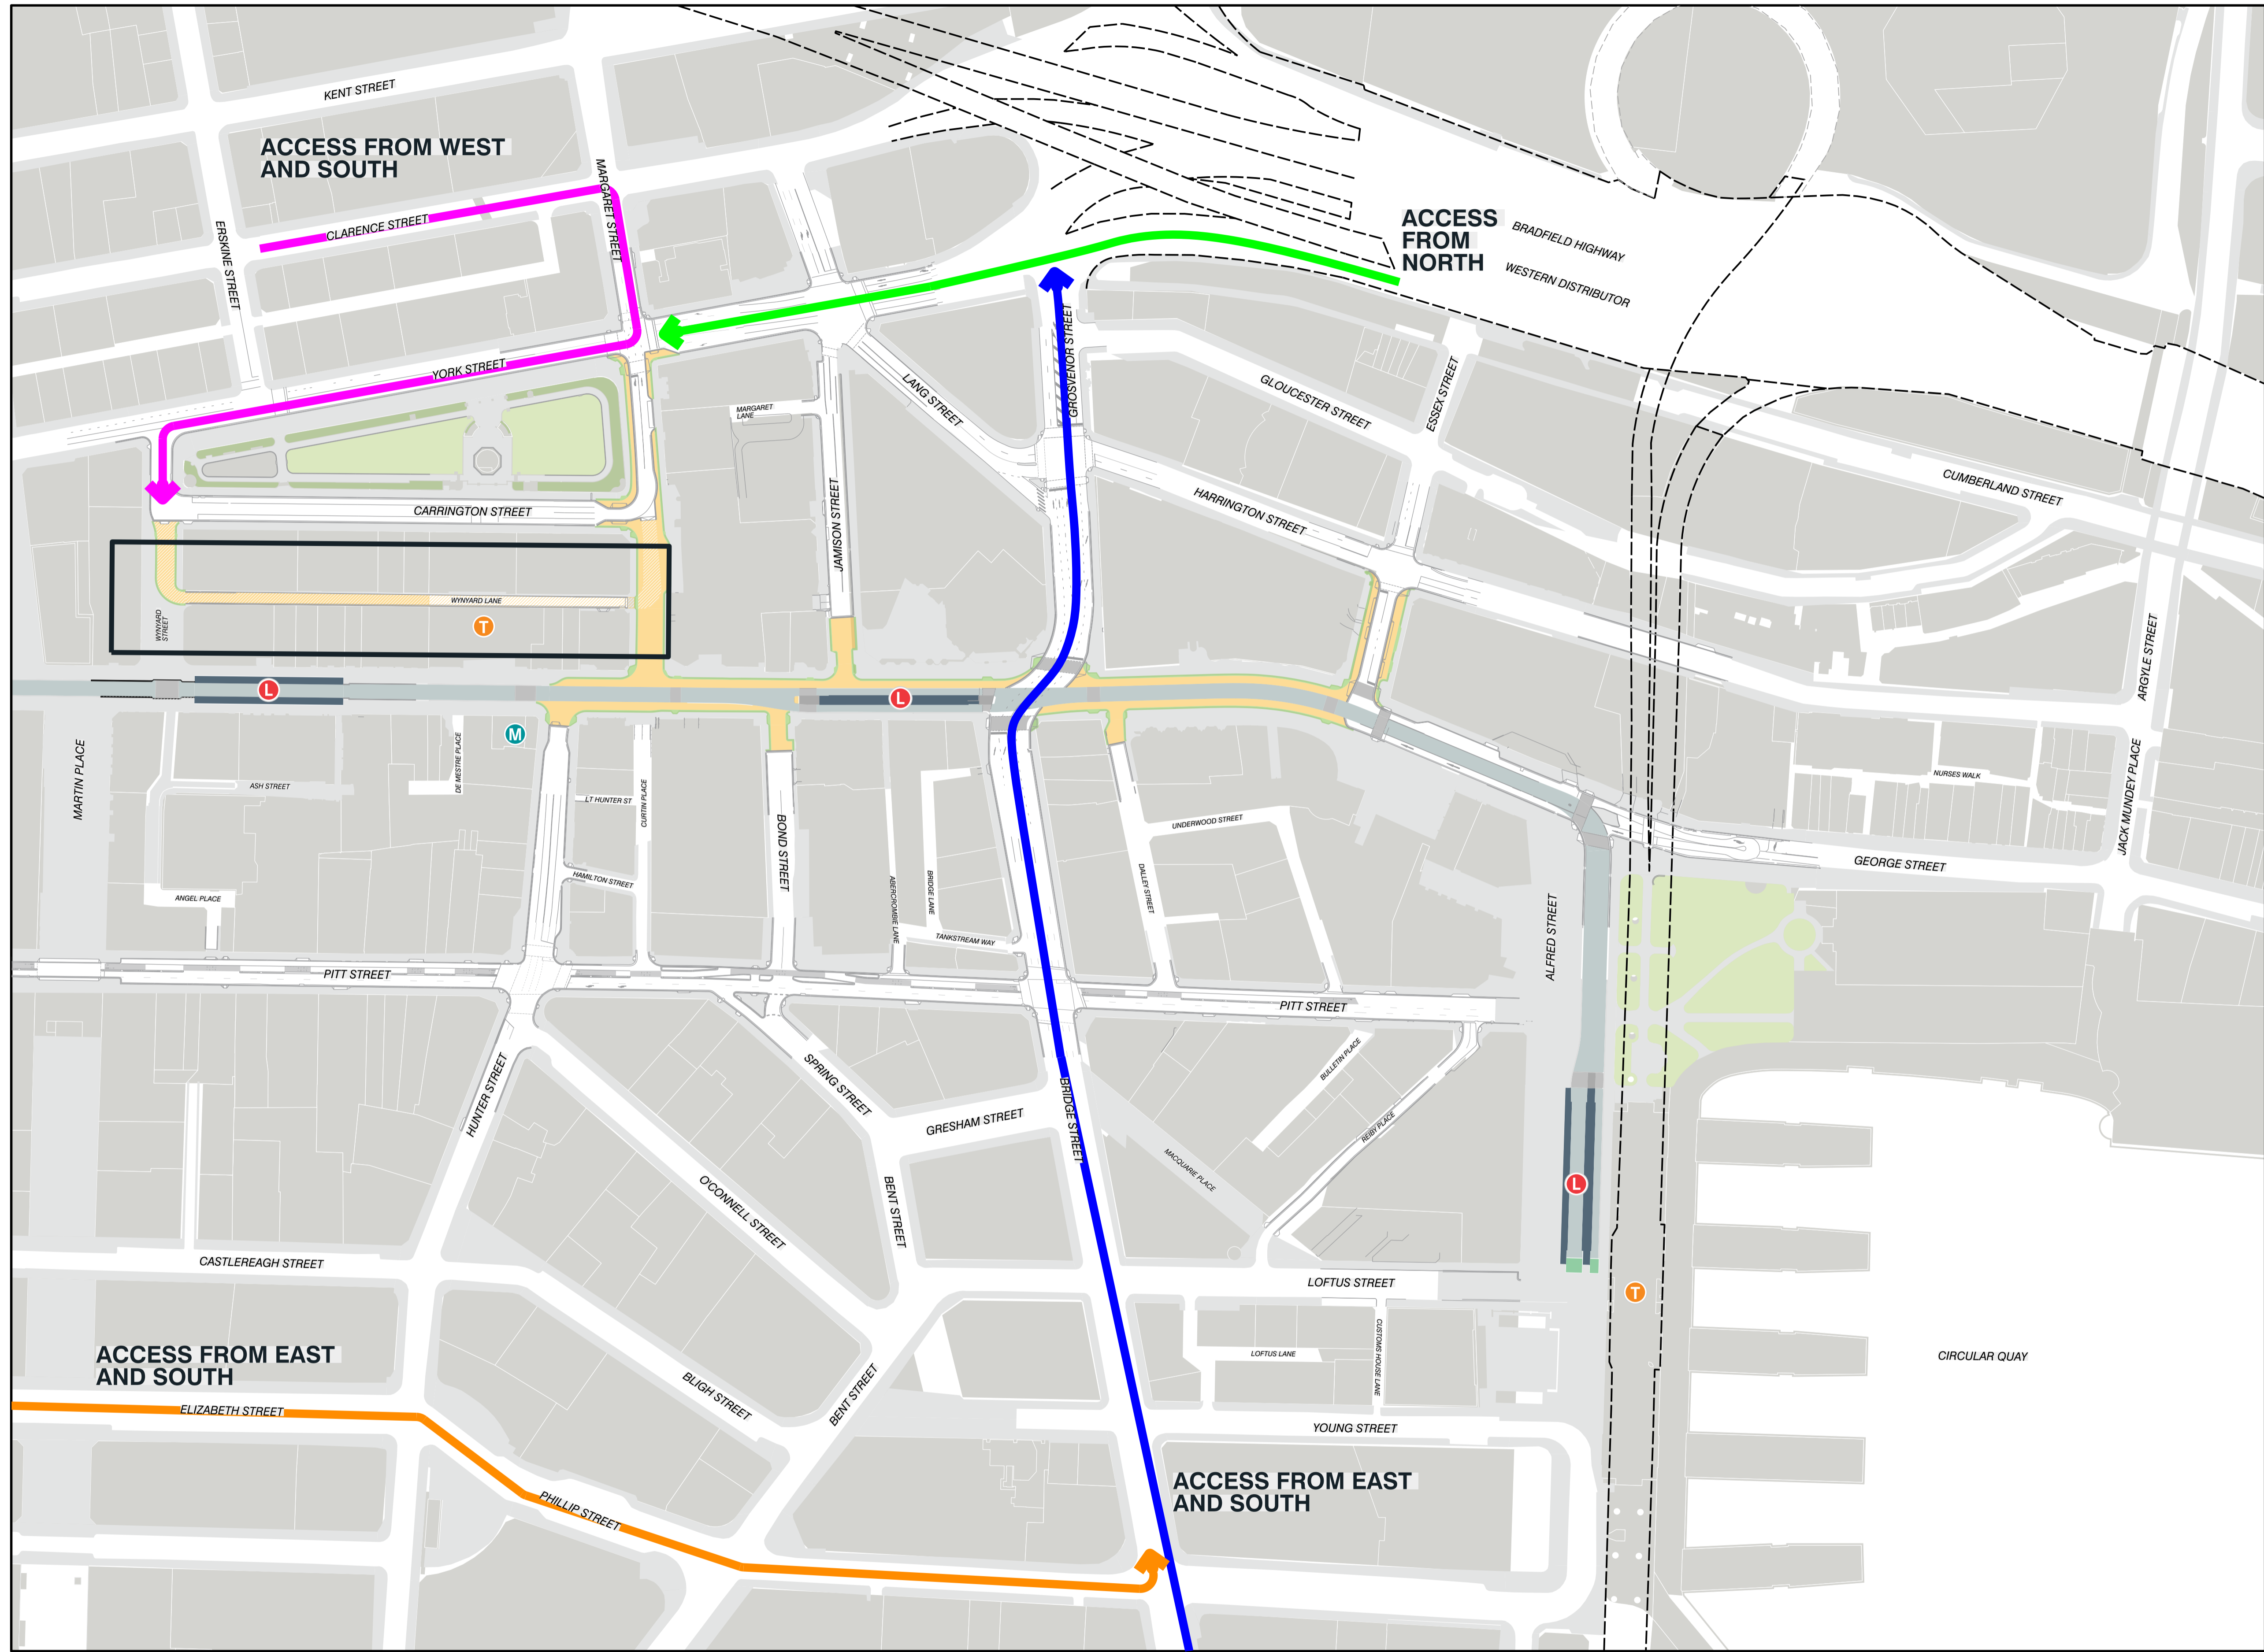 KENT STREET
ACCESS FROM WEST
AND SOUTH
MARGARET STREET
CLARENCE STREET
ERSKINE STREET
ACCESS
FROM
NORTH
BRADFIELD HIGHWAY
WESTERN DISTRIBUTOR
YORK STREET
GROSVENOR STREET
MARGARET
LANE
LANG STREET
GLOUCESTER STREET
ESSEX STREET
CUMBERLAND STREET
CARRINGTON STREET
JAMISON STREET
HARRINGTON STREET
WYNYARD LANE
WYNYARD
STREET
T
ARGYLE STREET
L
L
M
MARTIN PLACE
DE MESTRE PLACE
ASH STREET
LT HUNTER ST
CURTIN PLACE
BOND STREET
UNDERWOOD STREET
NURSES WALK
JACK MUNDEY PLACE
GEORGE STREET
HAMILTON STREET
ABERCROMBIE LANE
BRIDGE LANE
DALLEY STREET
ANGEL PLACE
TANKSTREAM WAY
ALFRED STREET
PITT STREET
PITT STREET
HUNTER STREET
SPRING STREET
GRESHAM STREET
BRIDGE STREET
BULLETIN PLACE
REIBY PLACE
MACQUARIE PLACE
L
O'CONNELL STREET
BENT STREET
CASTLEREAGH STREET
LOFTUS STREET
T
ACCESS FROM EAST
AND SOUTH
LOFTUS LANE
CUSTOMS HOUSE LANE
CIRCULAR QUAY
BLIGH STREET
BENT STREET
ELIZABETH STREET
YOUNG STREET
ACCESS FROM EAST
AND SOUTH
PHILLIP STREET